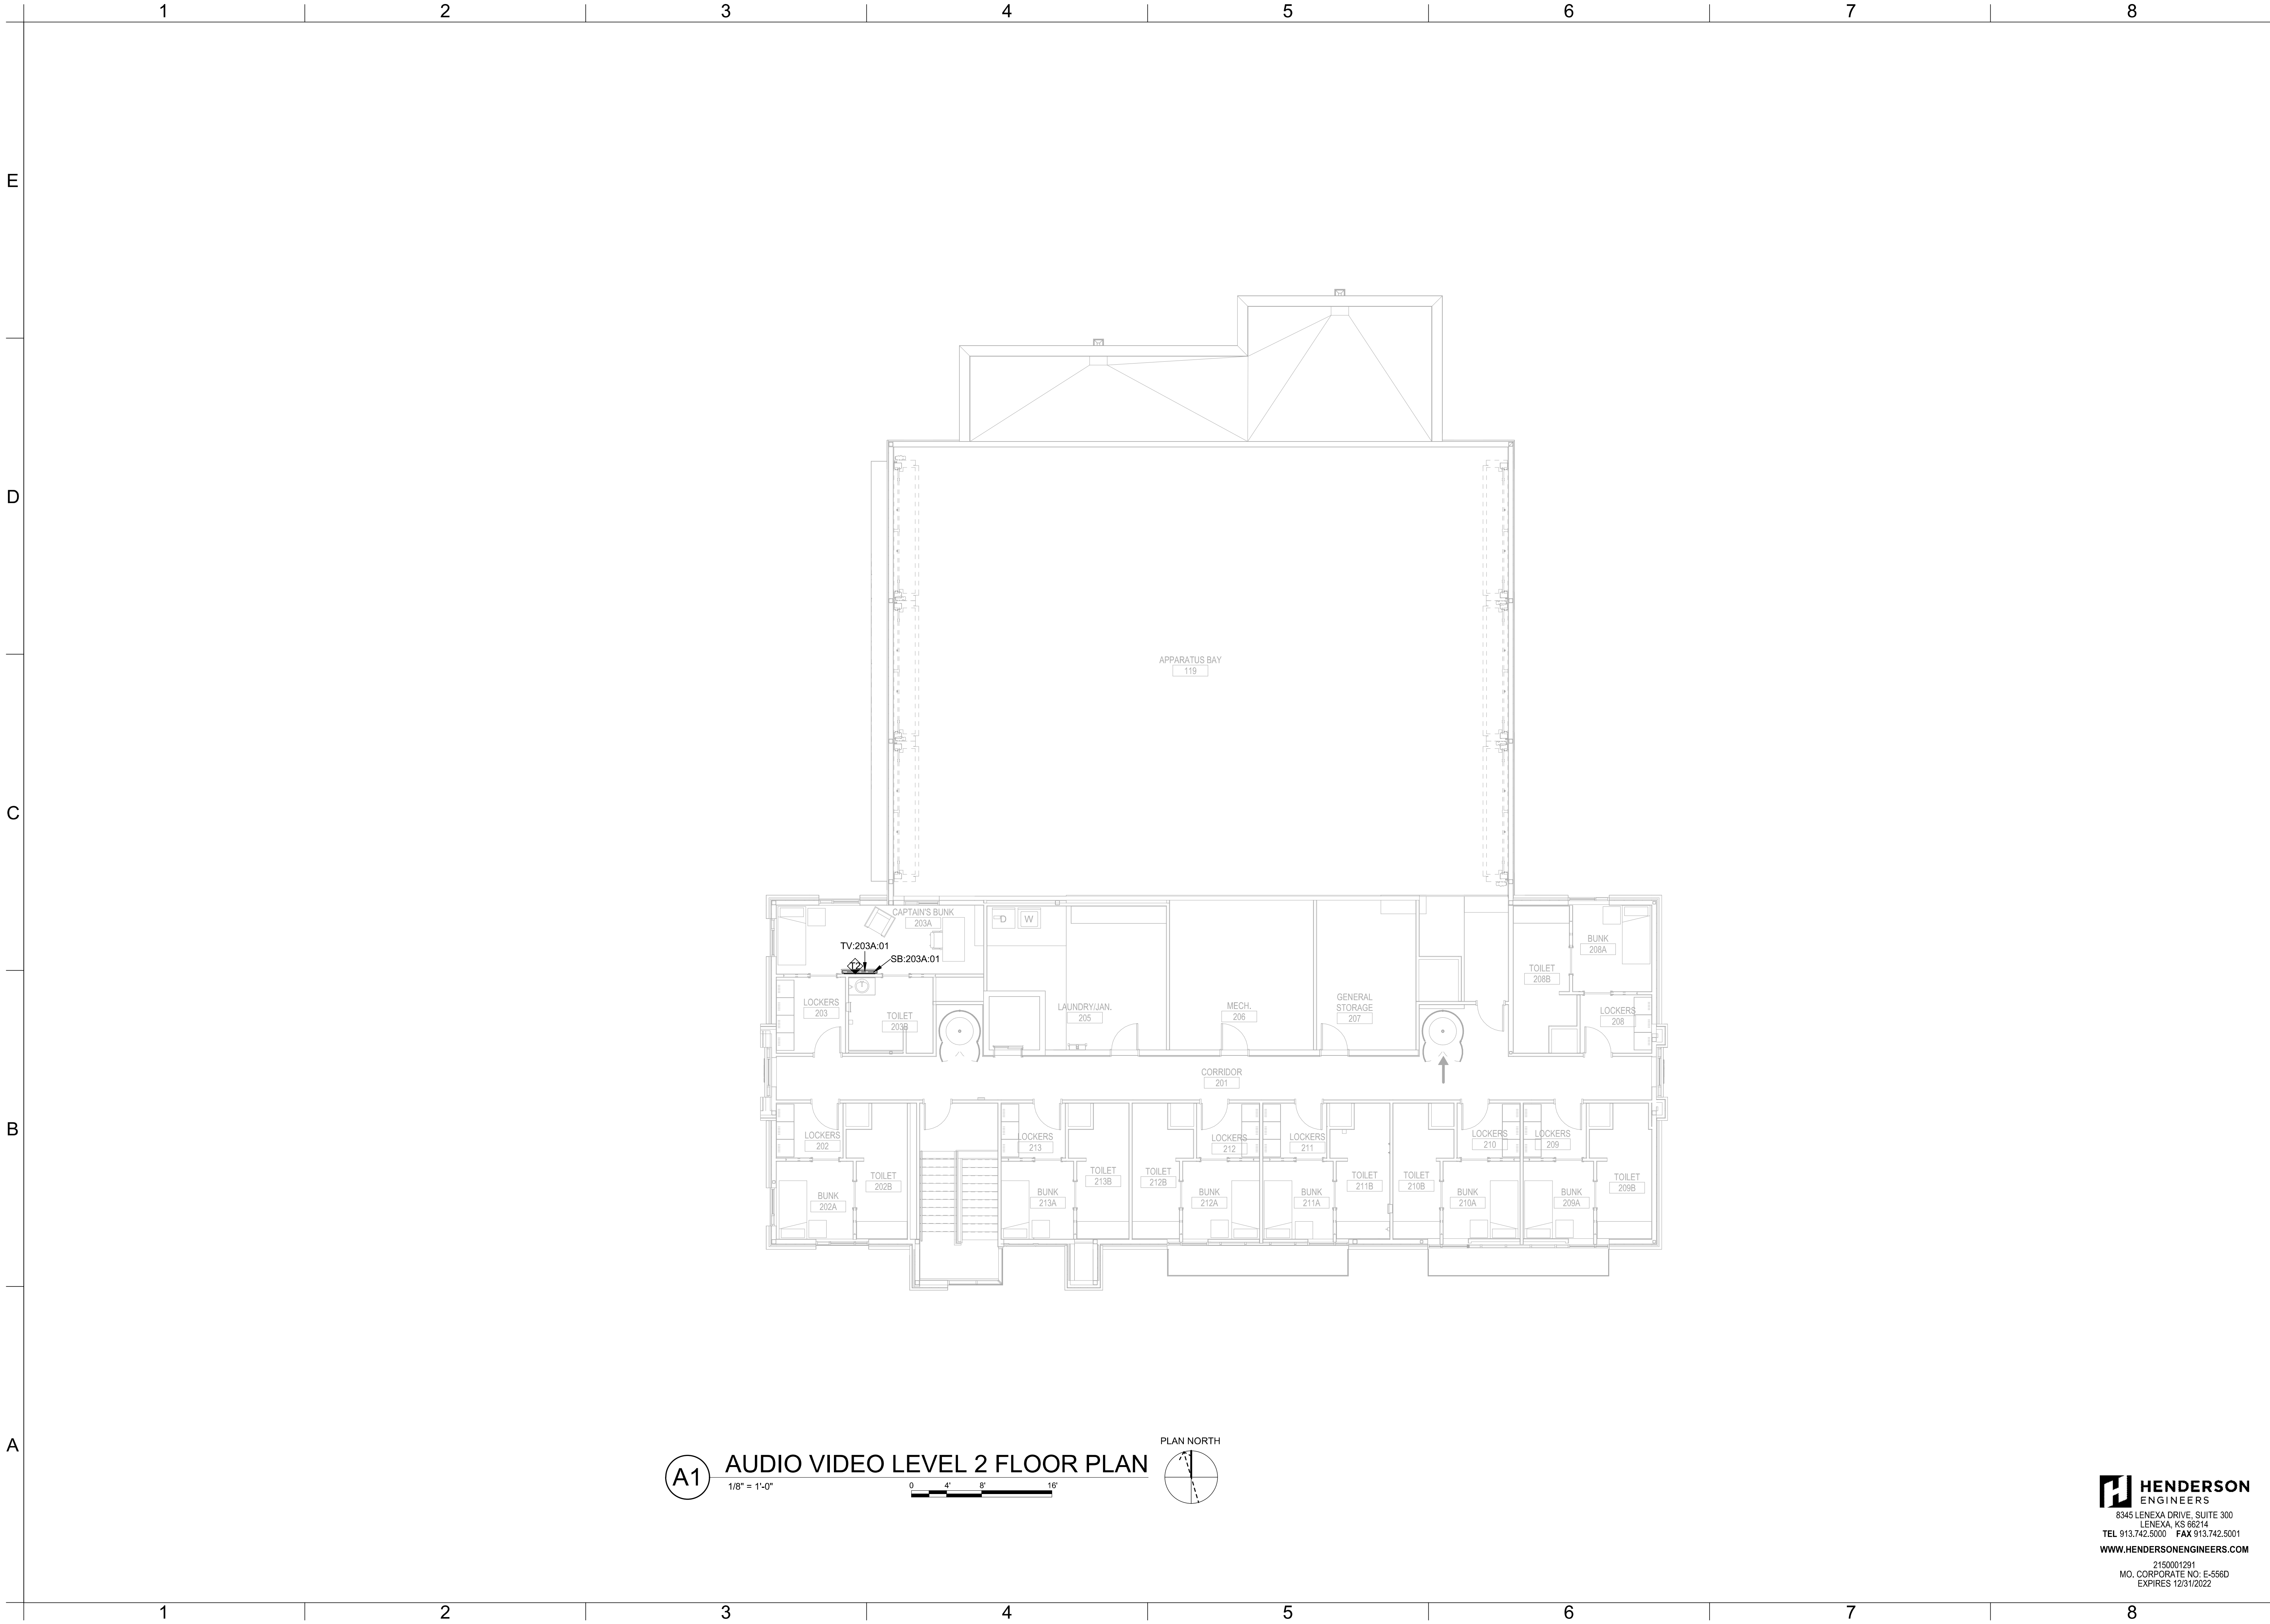 1 2 3 4 5 6 7 8
E
D
C
B
A
APPARATUS BAY
119
CAPTAIN'S BUNK
203A
D W
TV:203A:01
SB:203A:01
T2
BUNK
208A
TOILET
208B
LOCKERS
203
TOILET
203B
LAUNDRY/JAN.
205
MECH.
206
GENERAL
STORAGE
207
LOCKERS
208
CORRIDOR
201
LOCKERS
202
LOCKERS
213
LOCKERS
212
LOCKERS
211
LOCKERS
210
LOCKERS
209
TOILET
202B
TOILET
213B
TOILET
212B
TOILET
211B
TOILET
210B
TOILET
209B
BUNK
202A
BUNK
213A
BUNK
212A
BUNK
211A
BUNK
210A
BUNK
209A
PLAN NORTH
A1
AUDIO VIDEO LEVEL 2 FLOOR PLAN
1/8" = 1'-0"
0 4' 8' 16'
HENDERSON
ENGINEERS
8345 LENEXA DRIVE, SUITE 300
LENEXA, KS 66214
TEL 913.742.5000 FAX 913.742.5001
WWW.HENDERSONENGINEERS.COM
2150001291
MO. CORPORATE NO: E-556D
EXPIRES 12/31/2022
1 2 3 4 5 6 7 8